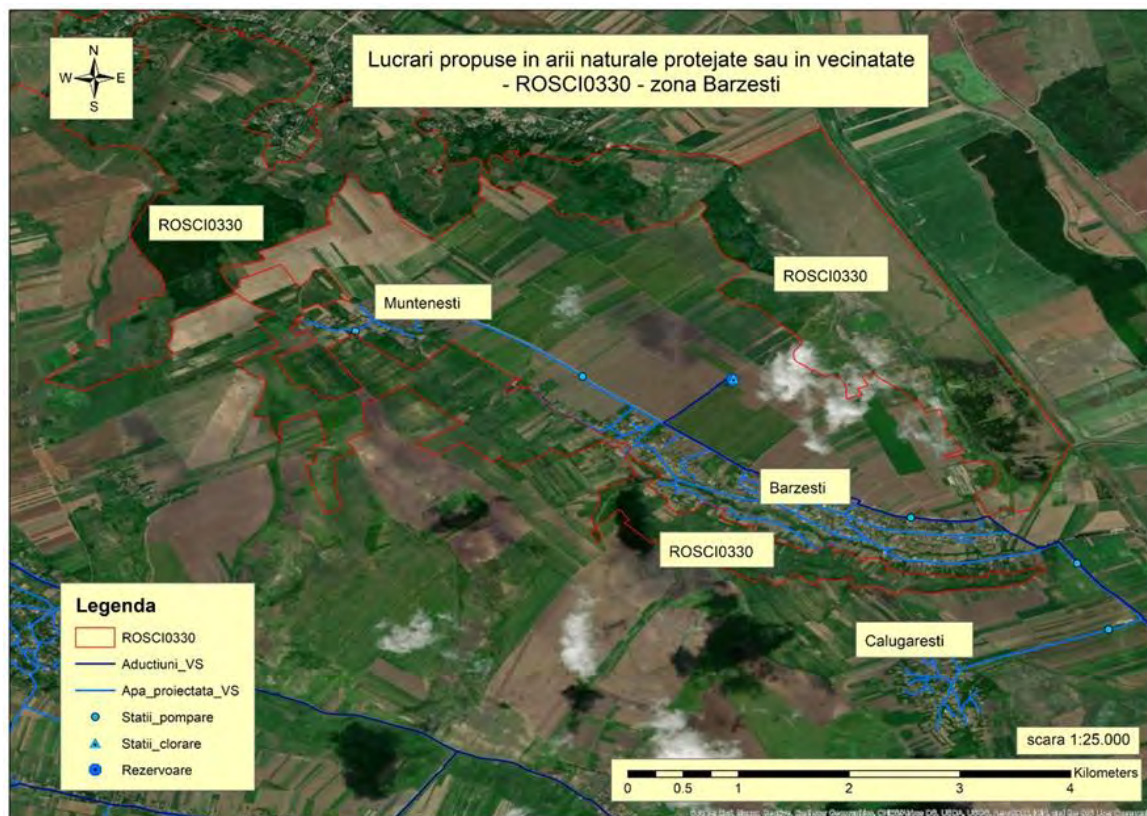 N
W E
S
Lucrari propuse in arii naturale protejate sau in vecinatate
- ROSCI0330 - zona Barzesti
ROSCI0330
ROSCI0330
Muntenesti
Barzesti
ROSCI0330
Calugaresti
Legenda
ROSCI0330
Aductiuni_VS
Apa_proiectata_VS
Statii_pompare
Statii_clorare
Rezervoare
scara 1:25.000
Kilometers
0 0.5 1 2 3 4